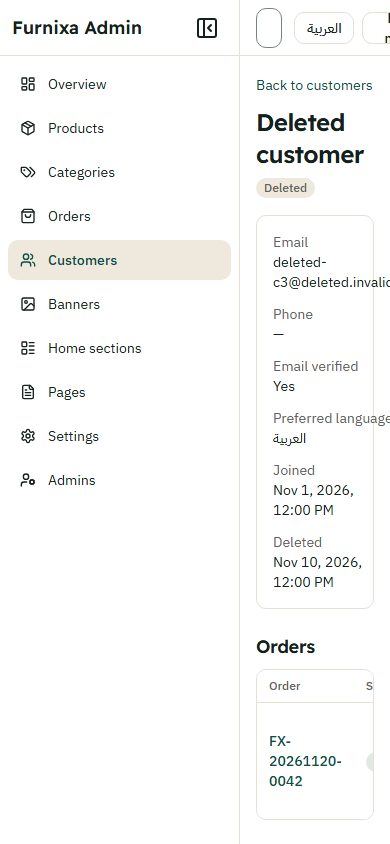 Furnixa Admin
العربية
Overview
Products
Categories
Orders
Customers
Banners
Home sections
Pages
Settings
Admins
Back to customers
Deleted
customer
Deleted
Email
deleted-
c3@deleted.invalid
Phone
—
Email verified
Yes
Preferred language
العربية
Joined
Nov 1, 2026,
12:00 PM
Deleted
Nov 10, 2026,
12:00 PM
Orders
Order
S
FX-
20261120-
0042